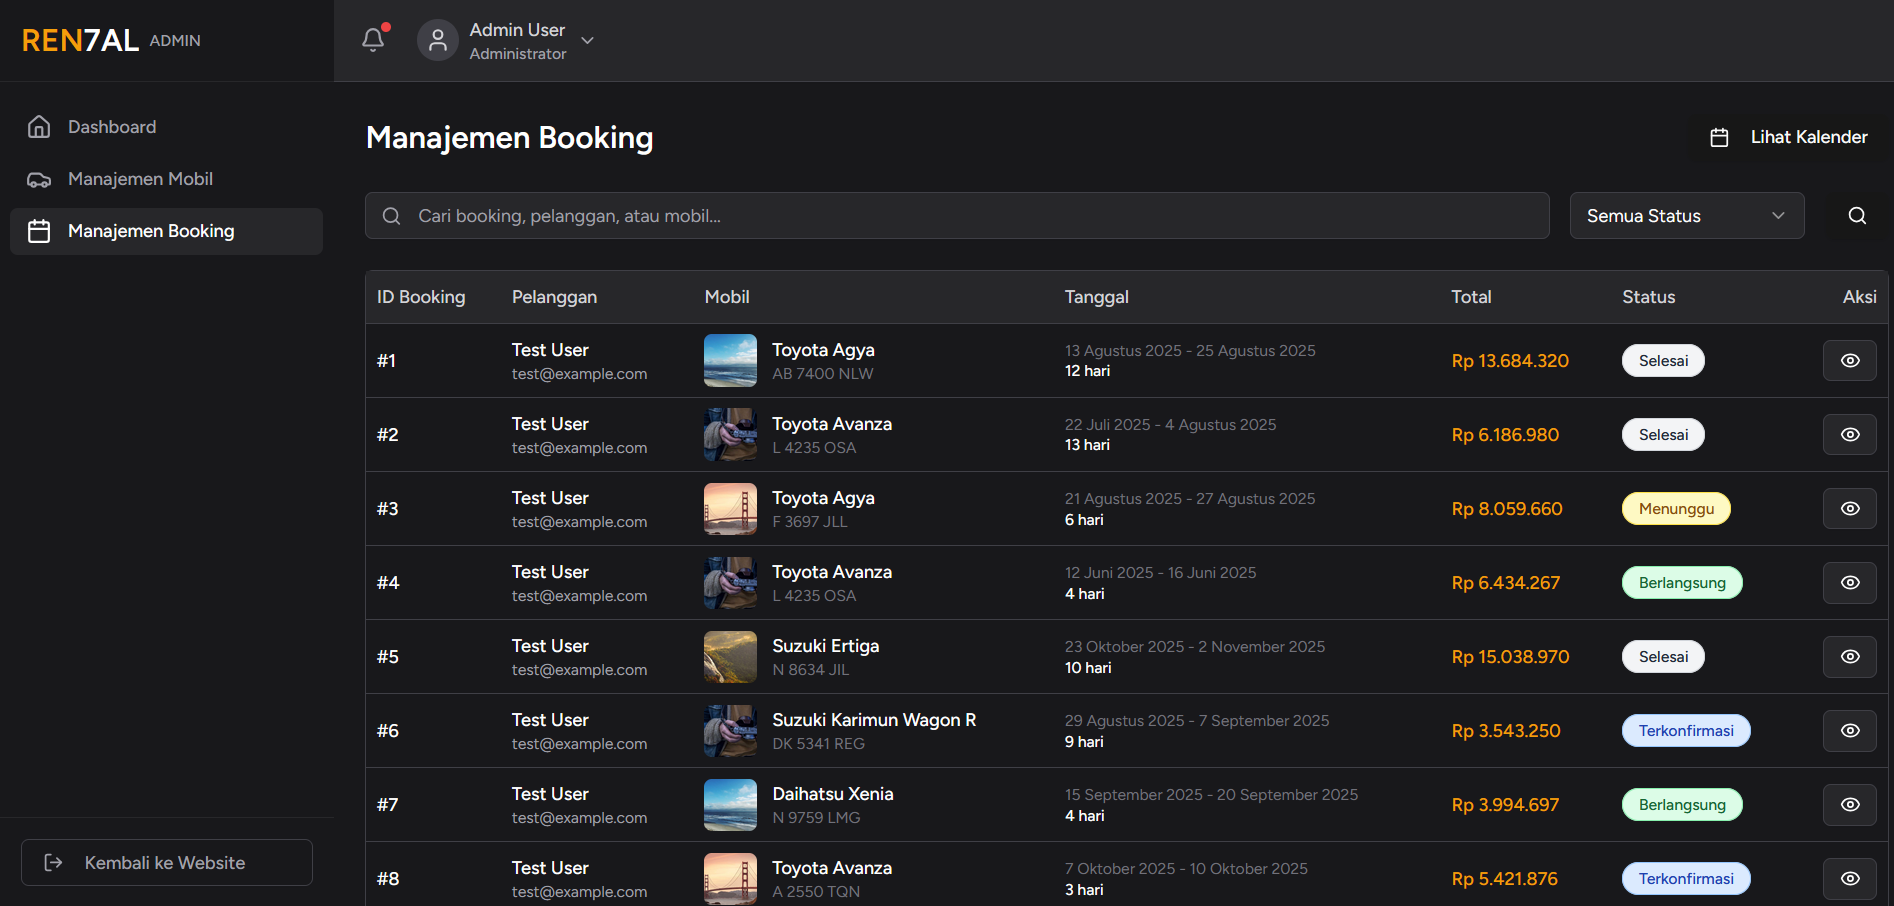 REN7AL ADMIN
Admin User
Administrator
Dashboard
Manajemen Mobil
Manajemen Booking
Kembali ke Website
Manajemen Booking
Lihat Kalender
Cari booking, pelanggan, atau mobil...
Semua Status
ID Booking Pelanggan Mobil Tanggal Total Status Aksi
#1 Test User Toyota Agya 13 Agustus 2025 - 25 Agustus 2025 Rp 13.684.320 Selesai
test@example.com AB 7400 NLW 12 hari
#2 Test User Toyota Avanza 22 Juli 2025 - 4 Agustus 2025 Rp 6.186.980 Selesai
test@example.com L 4235 OSA 13 hari
#3 Test User Toyota Agya 21 Agustus 2025 - 27 Agustus 2025 Rp 8.059.660 Menunggu
test@example.com F 3697 JLL 6 hari
#4 Test User Toyota Avanza 12 Juni 2025 - 16 Juni 2025 Rp 6.434.267 Berlangsung
test@example.com L 4235 OSA 4 hari
#5 Test User Suzuki Ertiga 23 Oktober 2025 - 2 November 2025 Rp 15.038.970 Selesai
test@example.com N 8634 JIL 10 hari
#6 Test User Suzuki Karimun Wagon R 29 Agustus 2025 - 7 September 2025 Rp 3.543.250 Terkonfirmasi
test@example.com DK 5341 REG 9 hari
#7 Test User Daihatsu Xenia 15 September 2025 - 20 September 2025 Rp 3.994.697 Berlangsung
test@example.com N 9759 LMG 4 hari
#8 Test User Toyota Avanza 7 Oktober 2025 - 10 Oktober 2025 Rp 5.421.876 Terkonfirmasi
test@example.com A 2550 TQN 3 hari